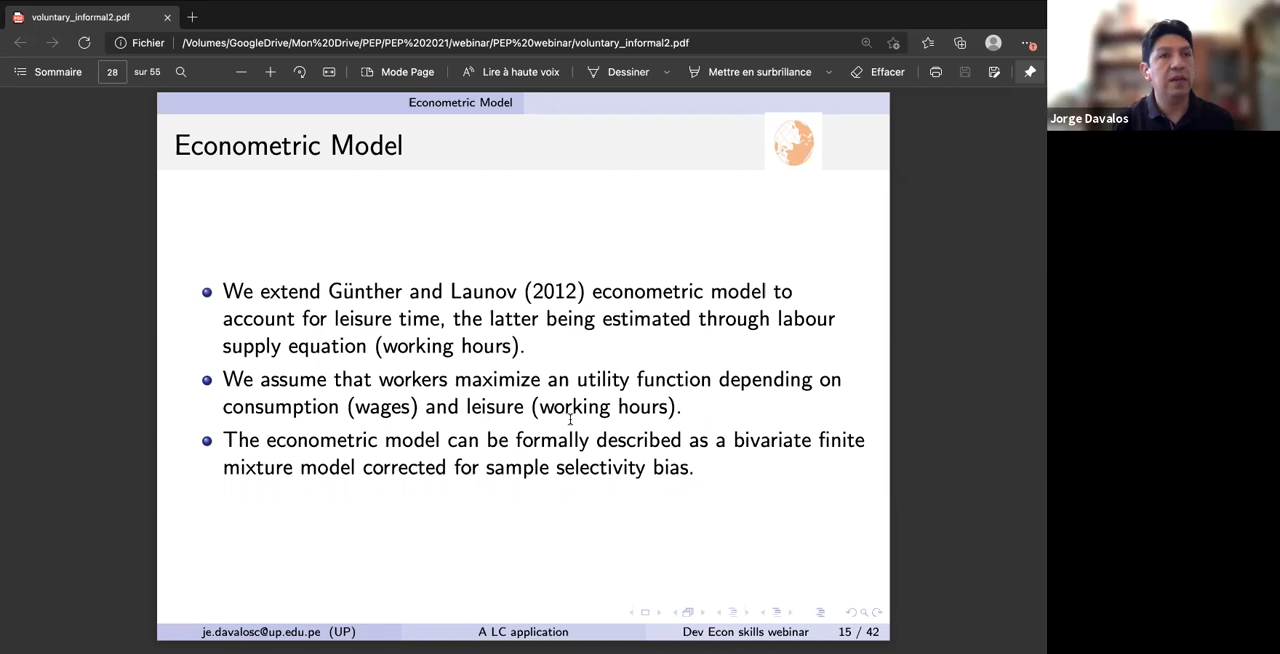 voluntary_informal2.pdf
Fichier
/Volumes/GoogleDrive/Mon%20Drive/PEP/PEP%202021/webinar/PEP%20webinar/voluntary_informal2.pdf
Sommaire
28
sur 55
Mode Page
Lire à haute voix
Dessiner
Mettre en surbrillance
Effacer
Jorge Davalos
Econometric Model
Econometric Model
We extend Günther and Launov (2012) econometric model to
account for leisure time, the latter being estimated through labour
supply equation (working hours).
We assume that workers maximize an utility function depending on
consumption (wages) and leisure (working hours).
The econometric model can be formally described as a bivariate finite
mixture model corrected for sample selectivity bias.
je.davalosc@up.edu.pe (UP)
A LC application
Dev Econ skills webinar
15 / 42